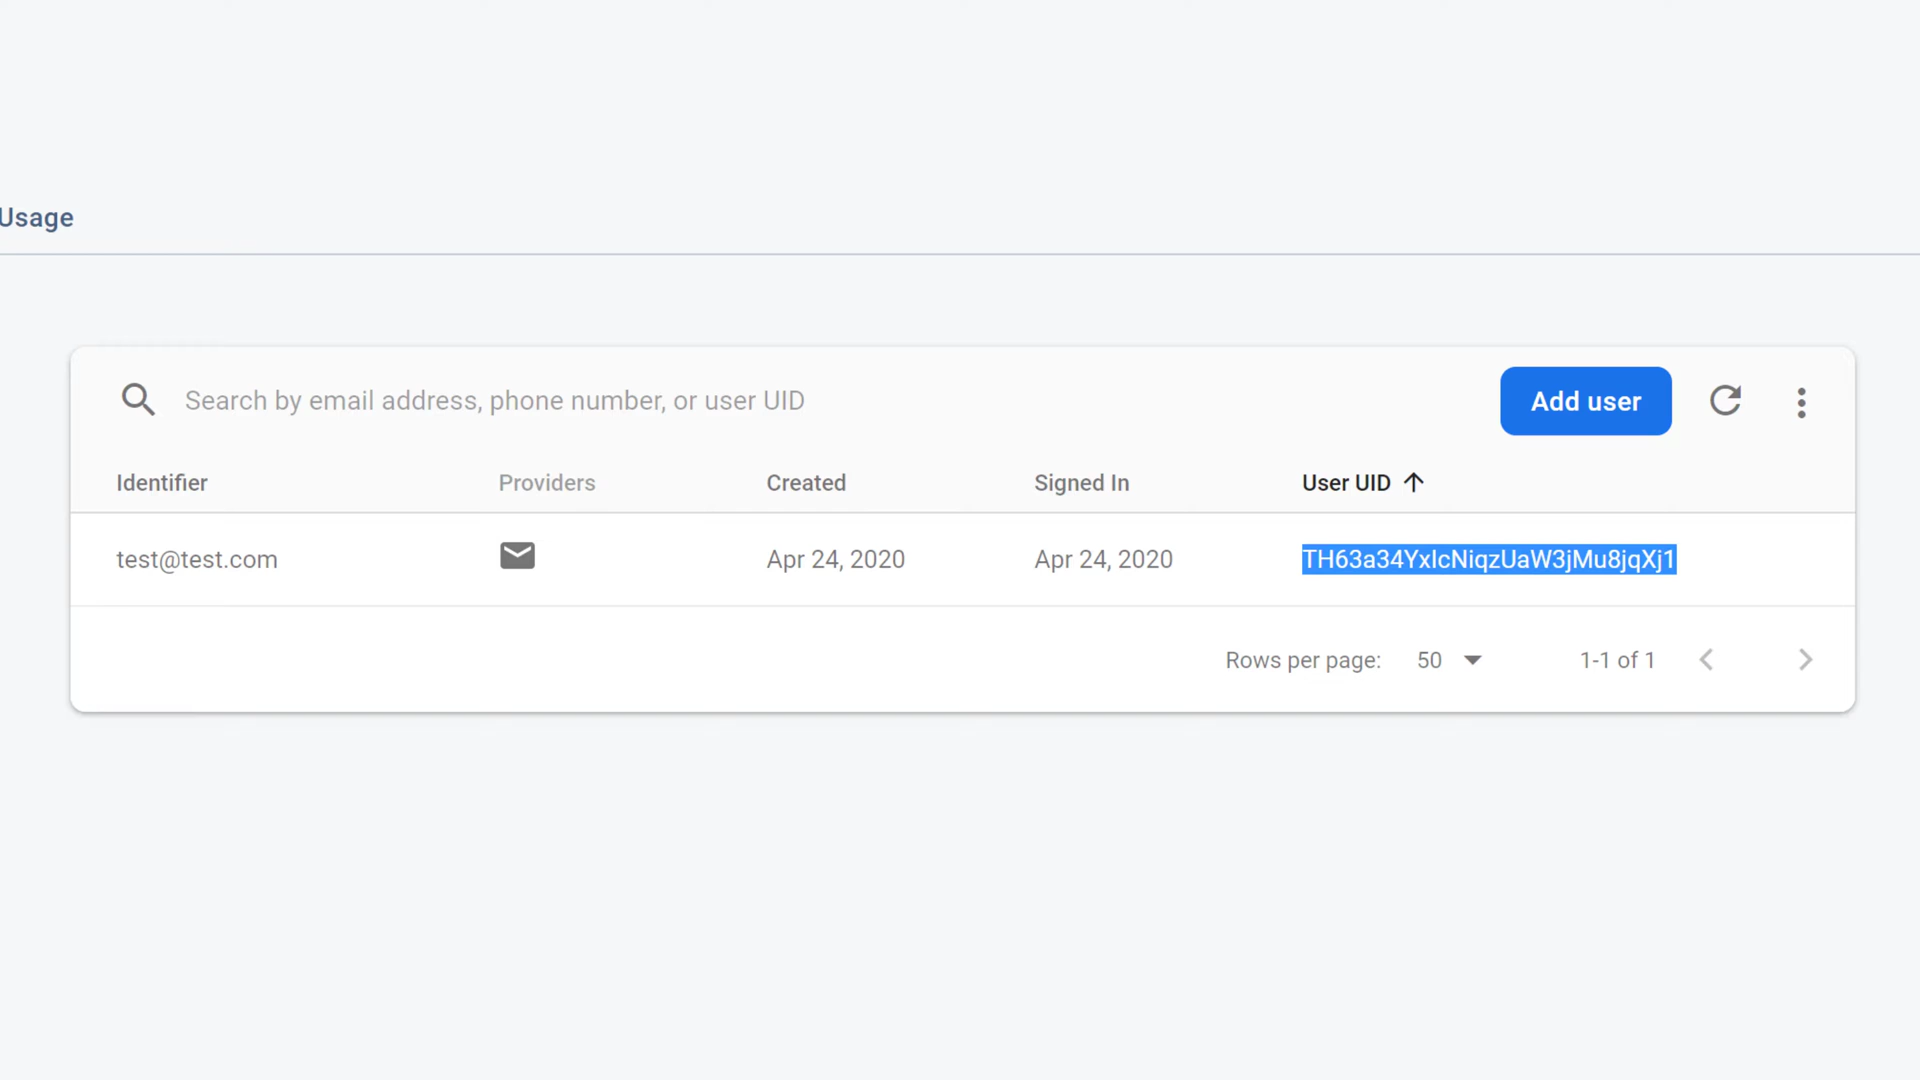 Usage
Search by email address, phone number, or user UID
Add user
Identifier Providers Created Signed In User UID
test@test.com Apr 24, 2020 Apr 24, 2020 TH63a34YxIcNiqzUaW3jMu8jqXj1
Rows per page: 50 1-1 of 1